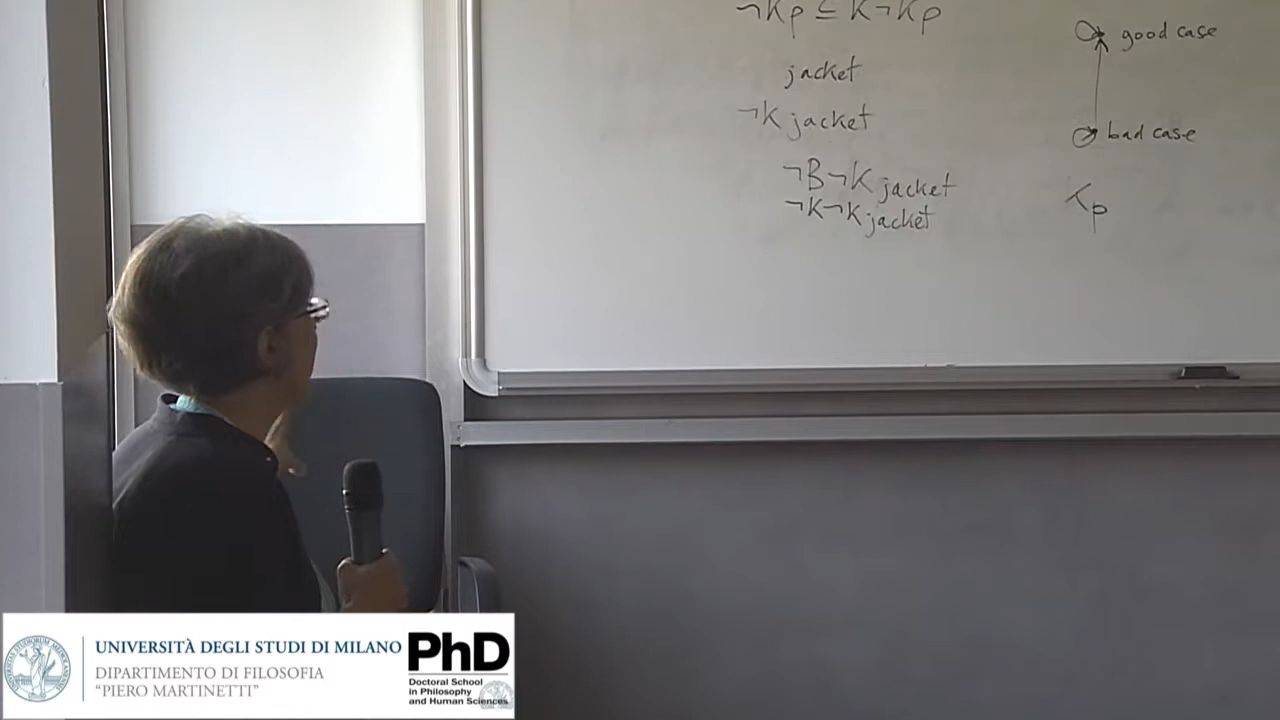 ¬Kp ⊆ K¬Kp
jacket
¬K jacket
¬B¬K jacket
¬K¬K jacket
good case
bad case
p
UNIVERSITÀ DEGLI STUDI DI MILANO
DIPARTIMENTO DI FILOSOFIA
"PIERO MARTINETTI"
PhD
Doctoral School
in Philosophy
and Human Sciences